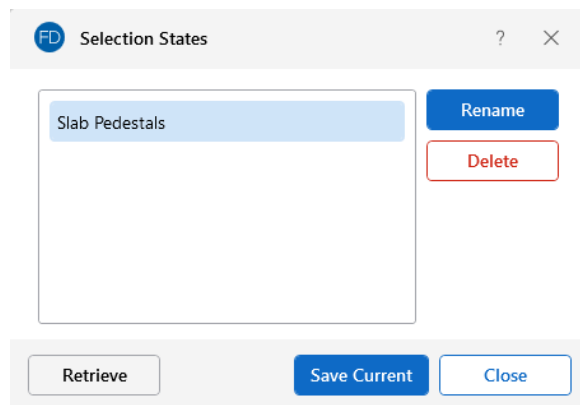 FD Selection States ?
Slab Pedestals
Rename
Delete
Retrieve Save Current Close